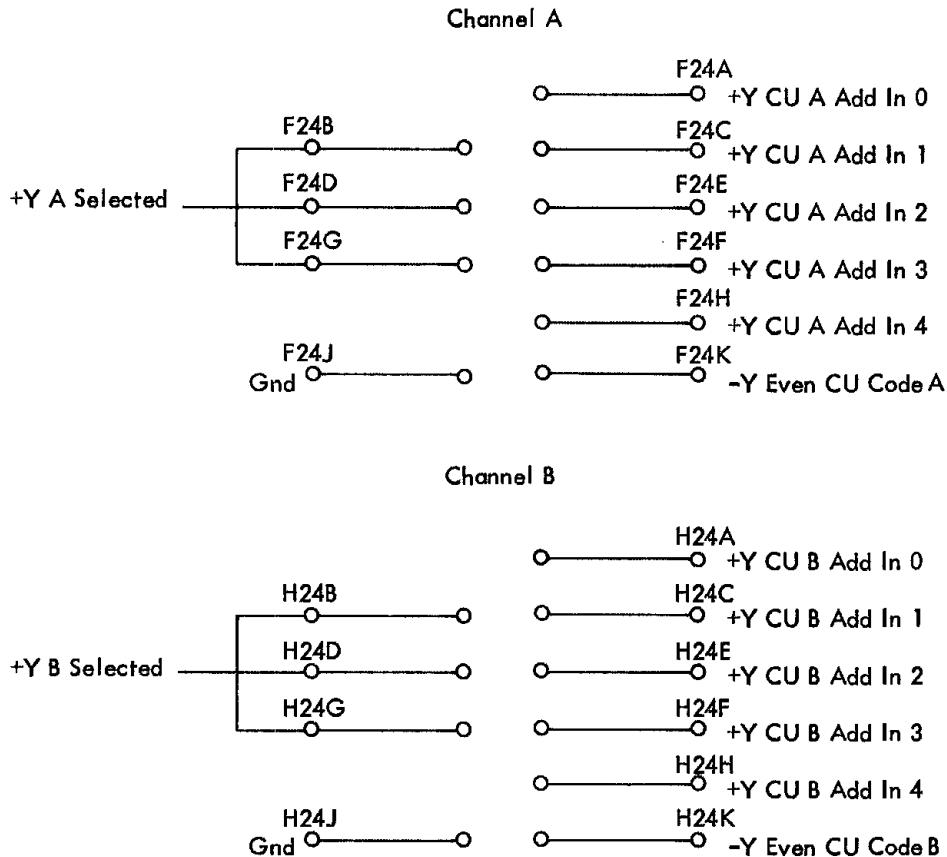 Channel A
F24A
+Y CU A Add In 0
F24B
F24C
+Y CU A Add In 1
+Y A Selected
F24D
F24E
+Y CU A Add In 2
F24G
F24F
+Y CU A Add In 3
F24H
+Y CU A Add In 4
F24J
Gnd
F24K
-Y Even CU Code A
Channel B
H24A
+Y CU B Add In 0
H24B
H24C
+Y CU B Add In 1
+Y B Selected
H24D
H24E
+Y CU B Add In 2
H24G
H24F
+Y CU B Add In 3
H24H
+Y CU B Add In 4
H24J
Gnd
H24K
-Y Even CU Code B